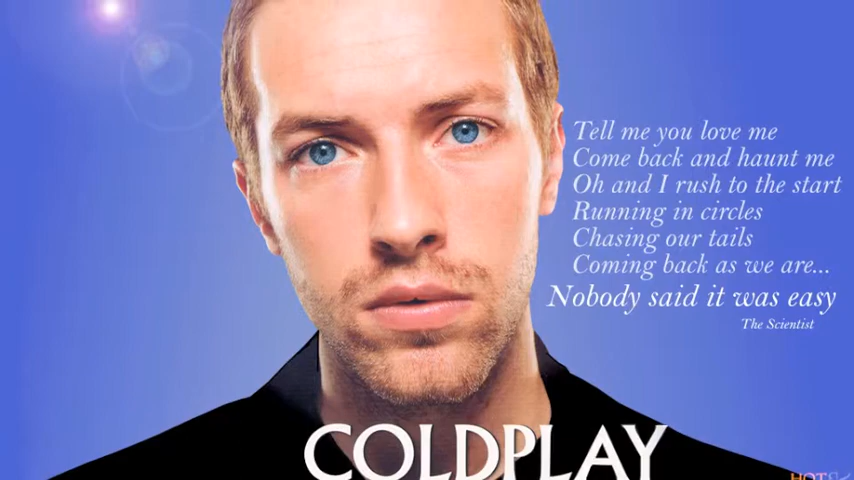 Tell me you love me
Come back and haunt me
Oh and I rush to the start
Running in circles
Chasing our tails
Coming back as we are...
Nobody said it was easy
The Scientist
COLDPLAY
HOT